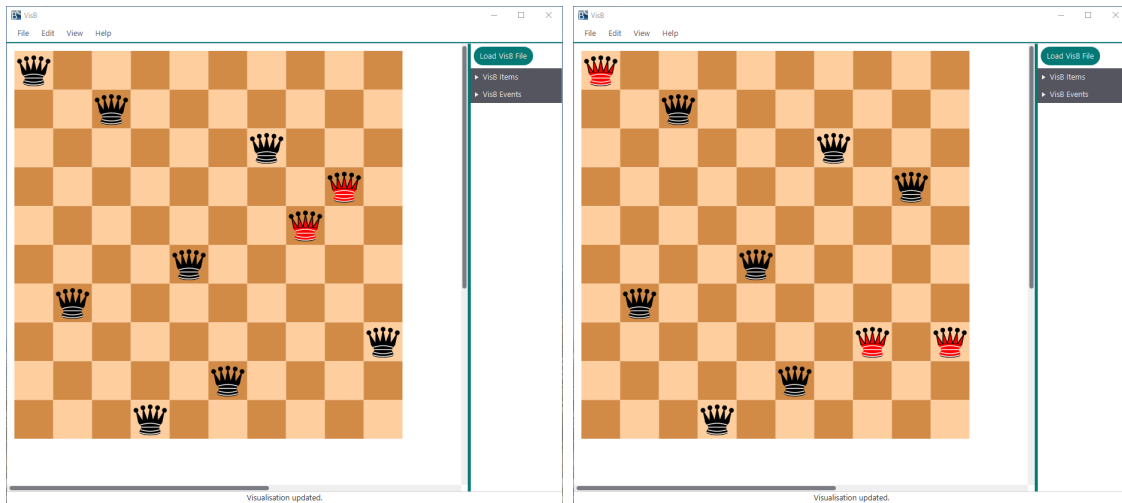 VisB
File Edit View Help
Load VisB File
VisB Items
VisB Events
Visualisation updated.
VisB
File Edit View Help
Load VisB File
VisB Items
VisB Events
Visualisation updated.